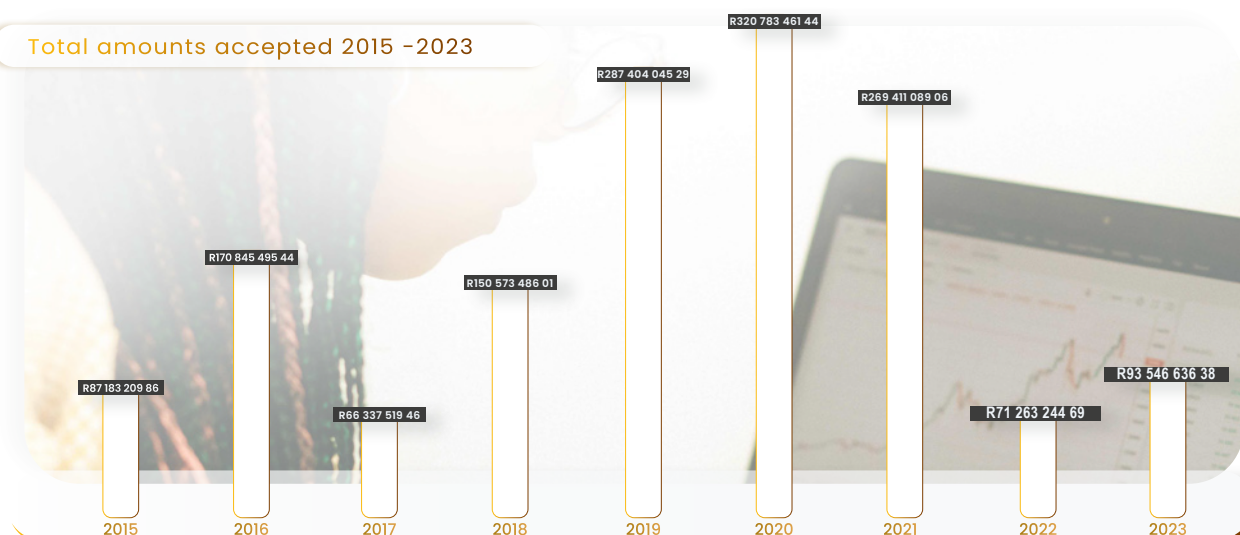 Total amounts accepted 2015 -2023
R320 783 461 44
R287 404 045 29
R269 411 089 06
R170 845 495 44
R150 573 486 01
R93 546 636 38
R87 183 209 86
R66 337 519 46
R71 263 244 69
2015 2016 2017 2018 2019 2020 2021 2022 2023